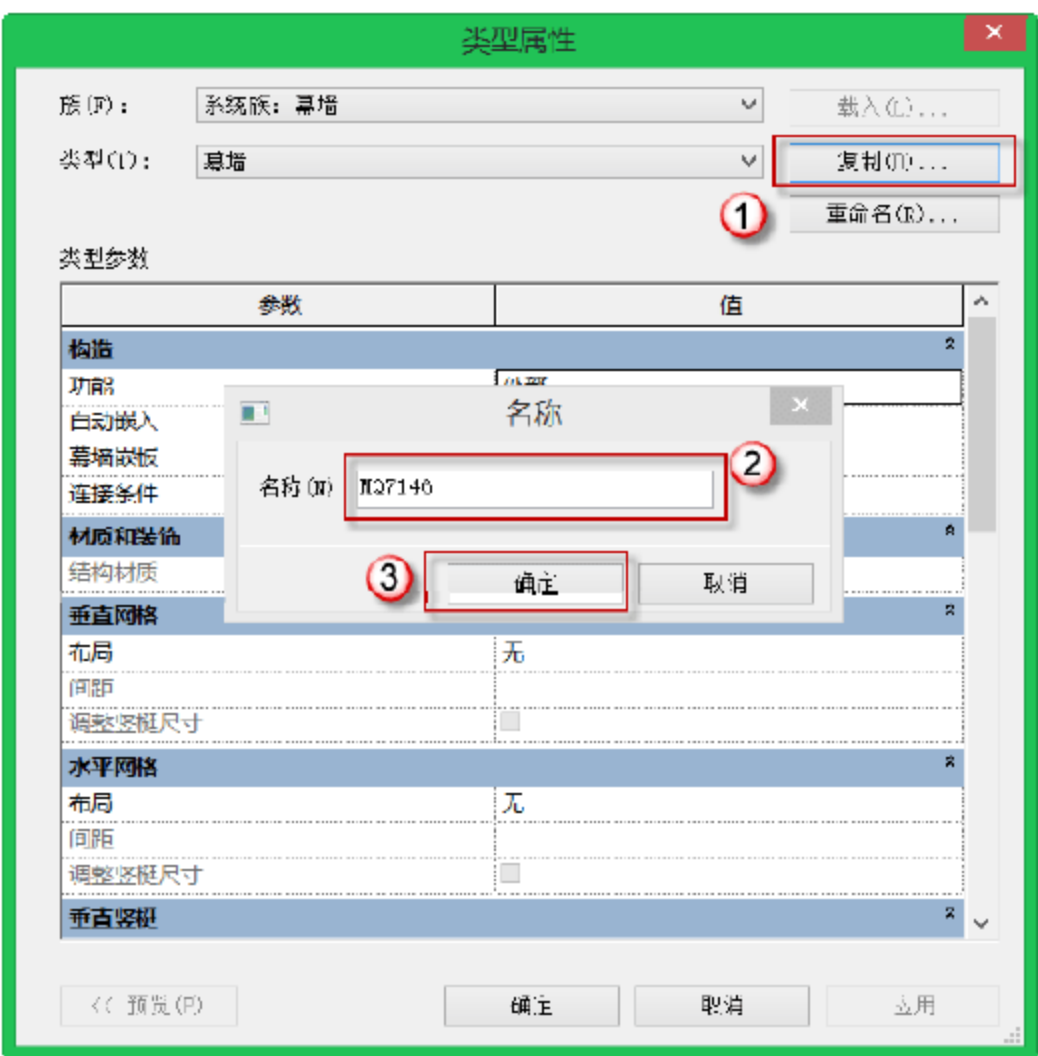 类型属性
族(F): 系统族: 幕墙 载入(L)...
类型(T): 幕墙 复制(D)...
1
重命名(R)...
类型参数
参数 值
构造
功能 外部
自动嵌入
幕墙嵌板
连接条件
材质和装饰
结构材质
名称
名称(N)
2
3 确定 取消
垂直网格
布局 无
间距
调整竖梃尺寸
水平网格
布局 无
间距
调整竖梃尺寸
垂直竖梃
<< 预览(P) 确定 取消 应用